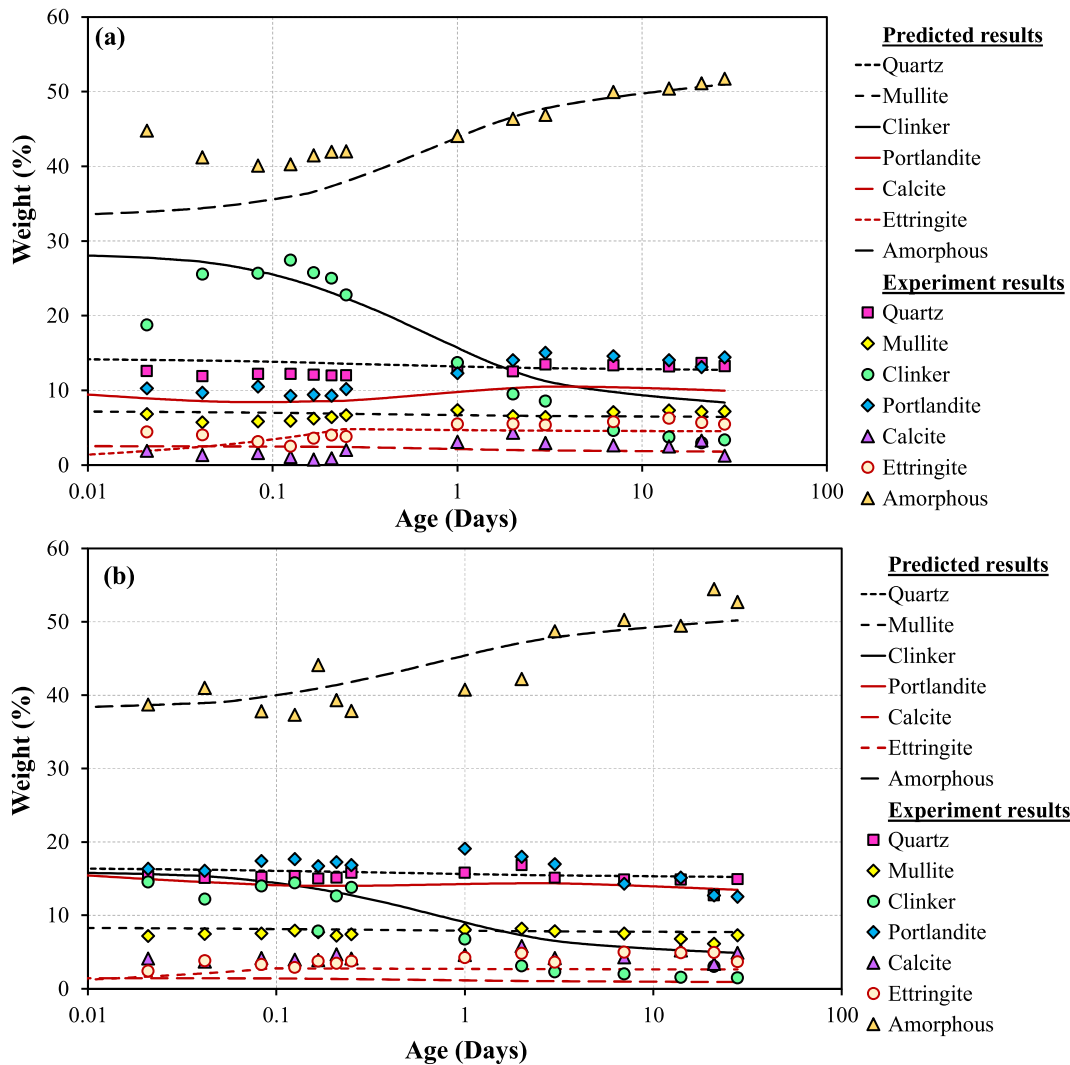 (a)
60
50
40
30
20
10
0
Weight (%)
0.01
0.1
1
10
100
Age (Days)
Predicted results
Quartz
Mullite
Clinker
Portlandite
Calcite
Ettringite
Amorphous
Experiment results
Quartz
Mullite
Clinker
Portlandite
Calcite
Ettringite
Amorphous
(b)
60
50
40
30
20
10
0
Weight (%)
0.01
0.1
1
10
100
Age (Days)
Predicted results
Quartz
Mullite
Clinker
Portlandite
Calcite
Ettringite
Amorphous
Experiment results
Quartz
Mullite
Clinker
Portlandite
Calcite
Ettringite
Amorphous